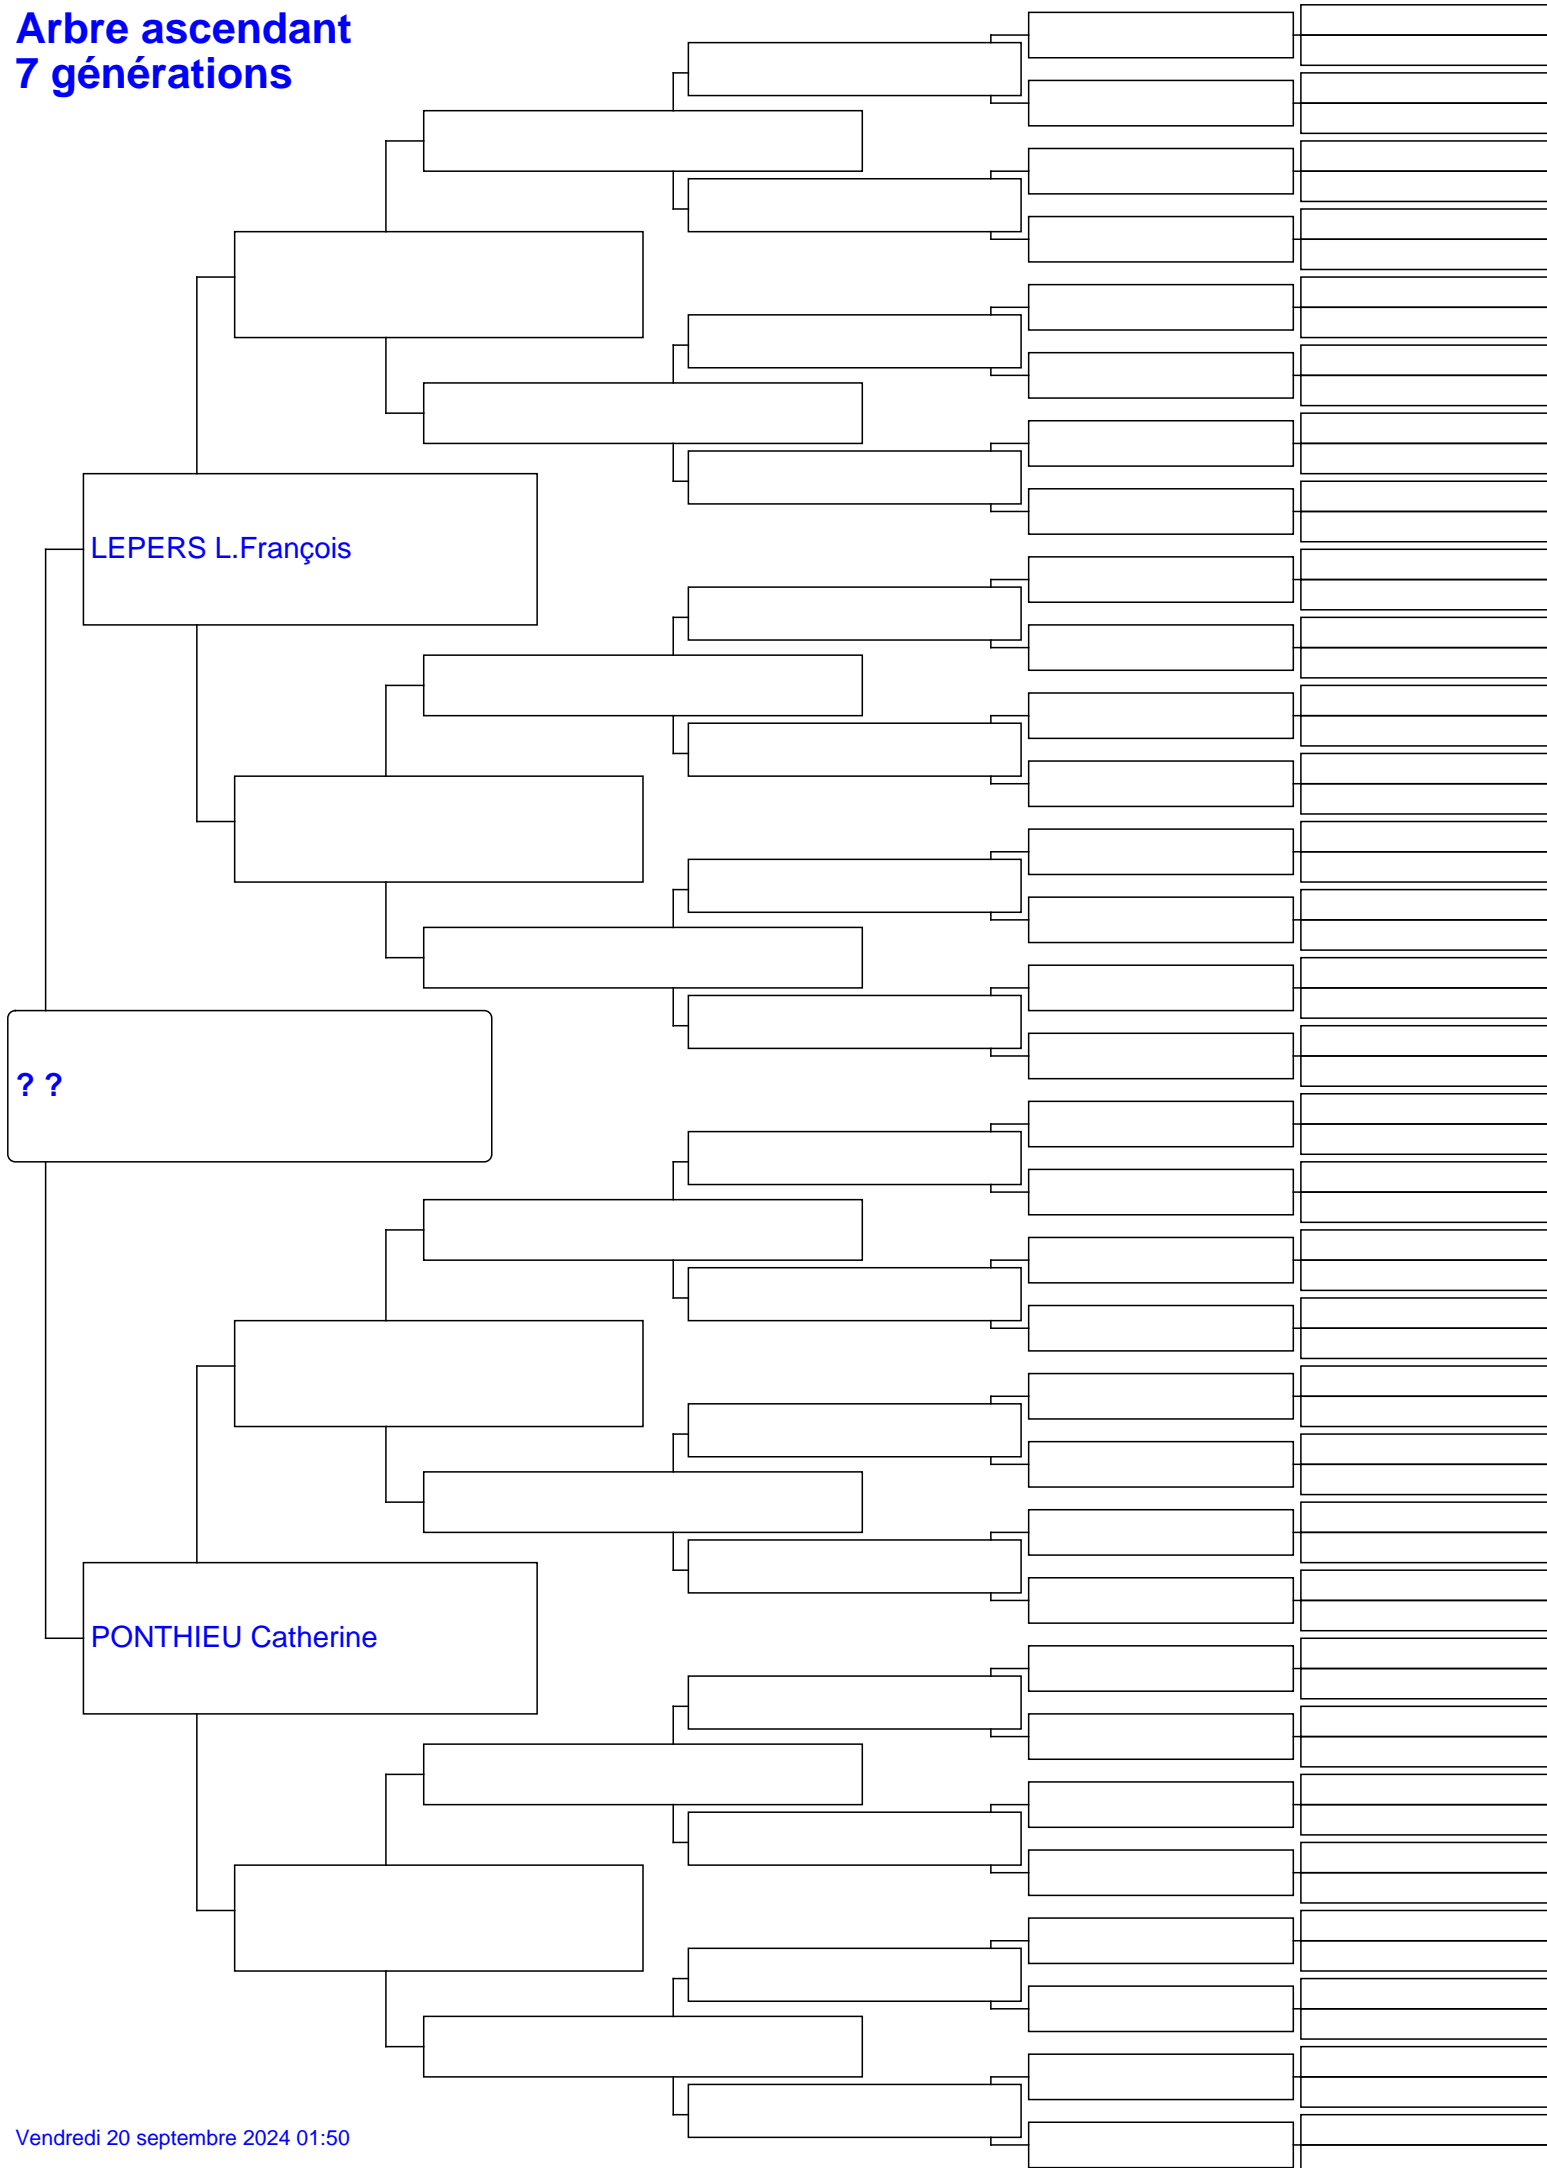 Arbre ascendant
7 générations
LEPERS L.François
? ?
PONTHIEU Catherine
Vendredi 20 septembre 2024 01:50